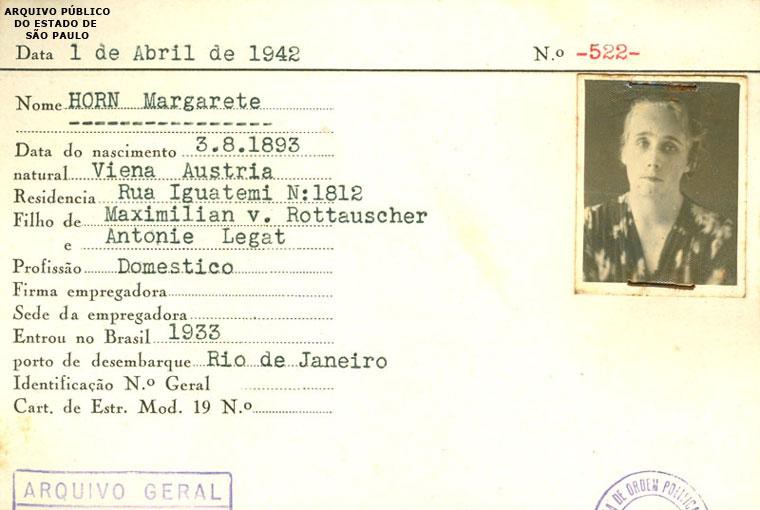 ARQUIVO PÚBLICO
DO ESTADO DE
SÃO PAULO
Data 1 de Abril de 1942 N.º -522-
Nome HORN Margarete
Data do nascimento 3.8.1893
natural Viena Austria
Residencia Rua Iguatemi N:1812
Filho de Maximilian v. Rottauscher
e Antonie Legat
Profissão Domestico
Firma empregadora
Sede da empregadora
Entrou no Brasil 1933
porto de desembarque Rio de Janeiro
Identificação N.º Geral
Cart. de Estr. Mod. 19 N.º
ARQUIVO GERAL
DE ORDEM